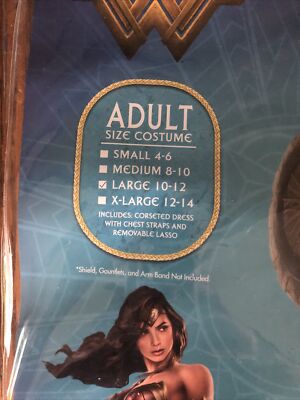 ADULT
SIZE COSTUME
SMALL 4-6
MEDIUM 8-10
LARGE 10-12
X-LARGE 12-14
INCLUDES: CORSETED DRESS
WITH CHEST STRAPS AND
REMOVABLE LASSO
*Shield, Gauntlets, and Arm Band Not Included